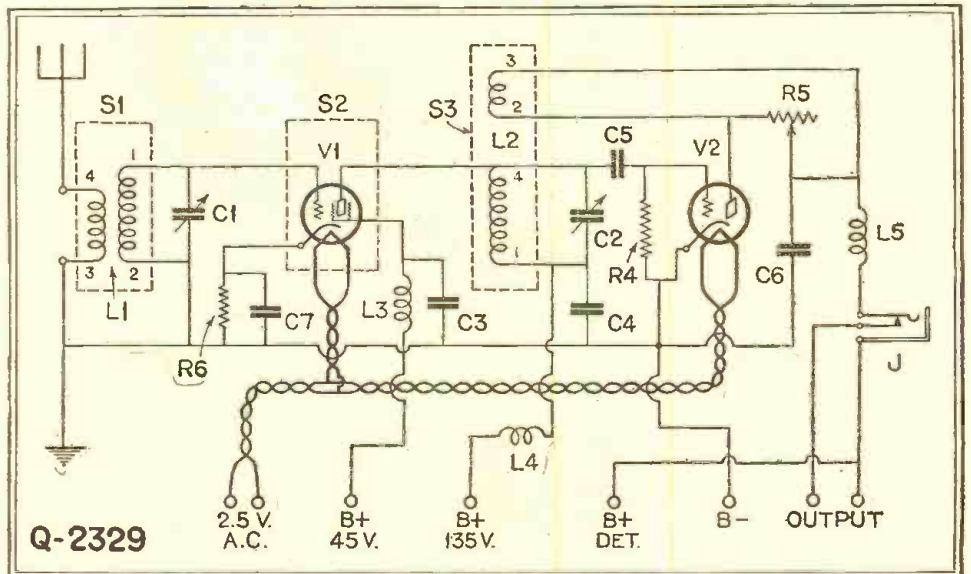 S1
S2
S3
3
2
R5
V1
L2
C5
V2
4
1
4
C1
C2
R4
C6
L5
3
2
1
L1
L3
C3
C4
R6
C7
J
L4
2.5 V.
A.C.
B+
45 V.
B+
135 V.
B+
DET.
B-
OUTPUT
Q-2329